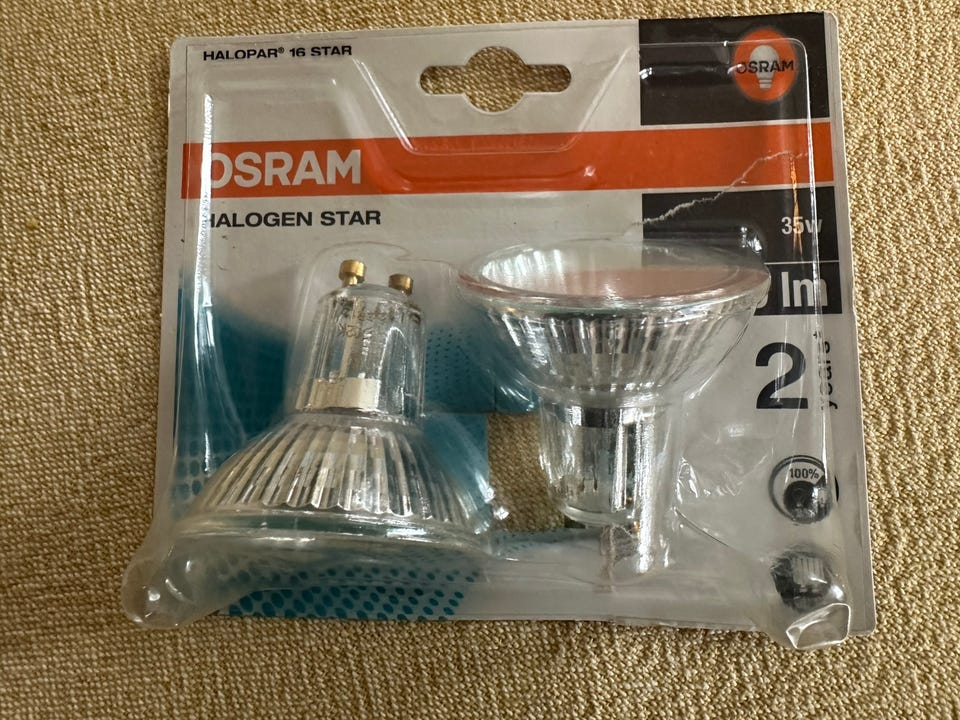 HALOPAR® 16 STAR
OSRAM
OSRAM
HALOGEN STAR
35W
lm
2
years
100%